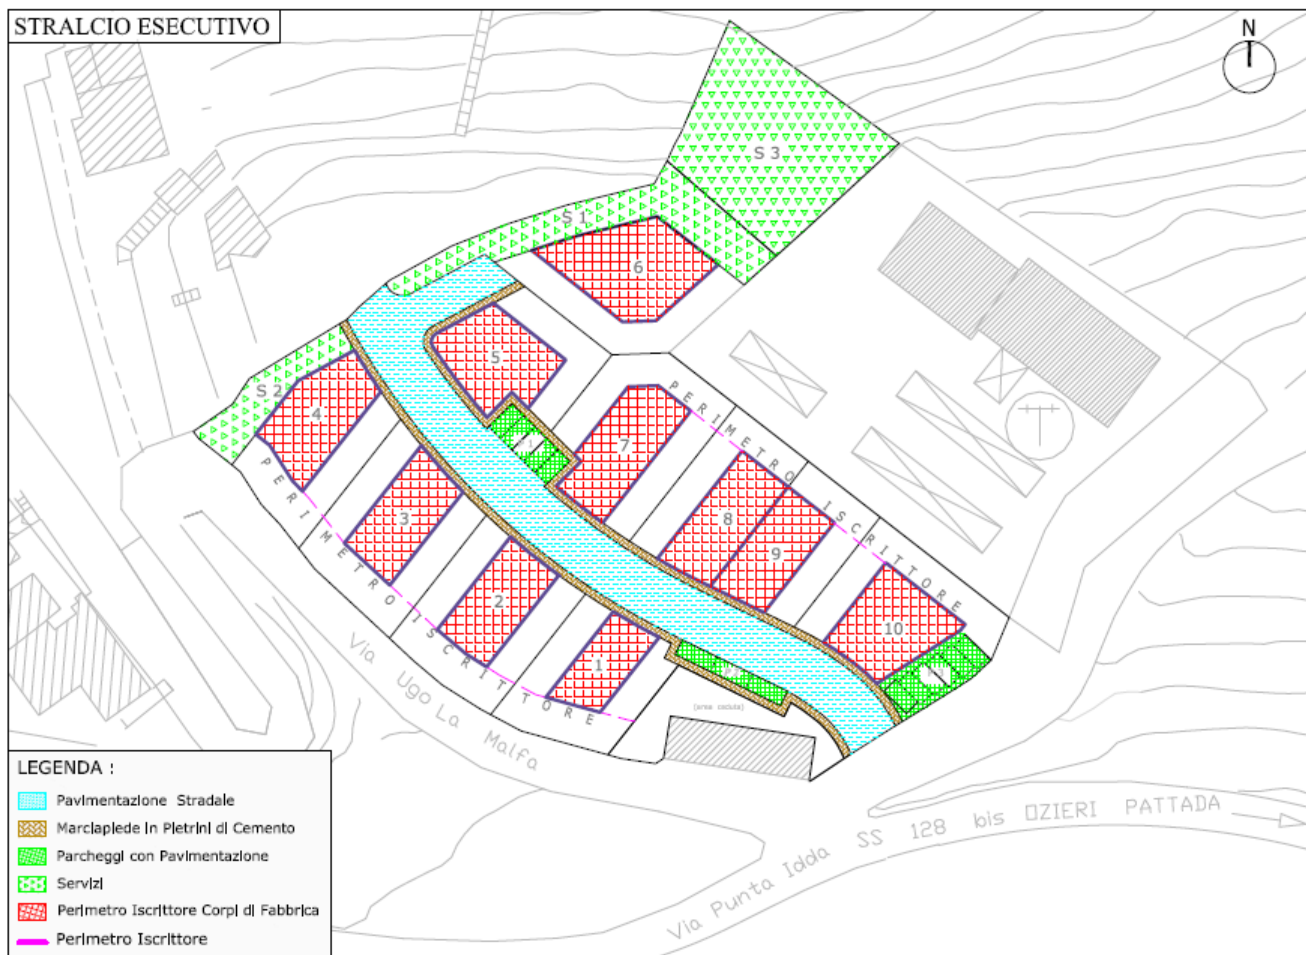 STRALCIO ESECUTIVO
N
S 3
S 1
6
5
S 2
4
PERIMETRO ISCRITTORE
7
3
8
9
2
10
1
PERIMETRO ISCRITTORE
(area ceduta)
Via Ugo La Malfa
Via Punta Idda SS 128 bis OZIERI PATTADA
LEGENDA :
Pavimentazione Stradale
Marciapiede in Pietrini di Cemento
Parcheggi con Pavimentazione
Servizi
Perimetro Iscrittore Corpi di Fabbrica
Perimetro Iscrittore